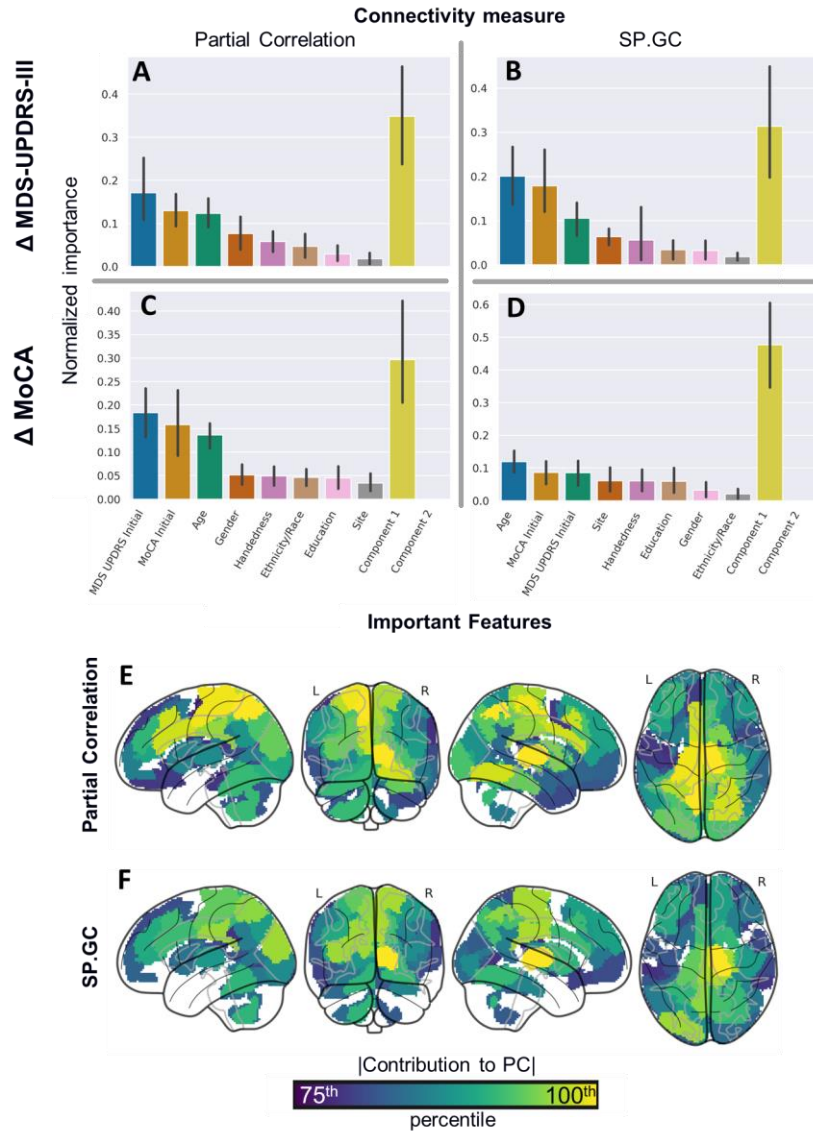 Connectivity measure
Partial Correlation
SP.GC
Δ MDS-UPDRS-III
Δ MoCA
Normalized importance
A
0.4
0.3
0.2
0.1
0.0
B
0.4
0.3
0.2
0.1
0.0
C
0.40
0.35
0.30
0.25
0.20
0.15
0.10
0.05
0.00
MDS UPDRS Initial
MoCA Initial
Age
Gender
Handedness
Ethnicity/Race
Education
Site
Component 1
Component 2
D
0.6
0.5
0.4
0.3
0.2
0.1
0.0
Age
MoCA Initial
MDS UPDRS Initial
Site
Handedness
Education
Gender
Ethnicity/Race
Component 1
Component 2
Important Features
E
Partial Correlation
L
R
L
R
F
SP.GC
L
R
L
R
|Contribution to PC|
75th
100th
percentile